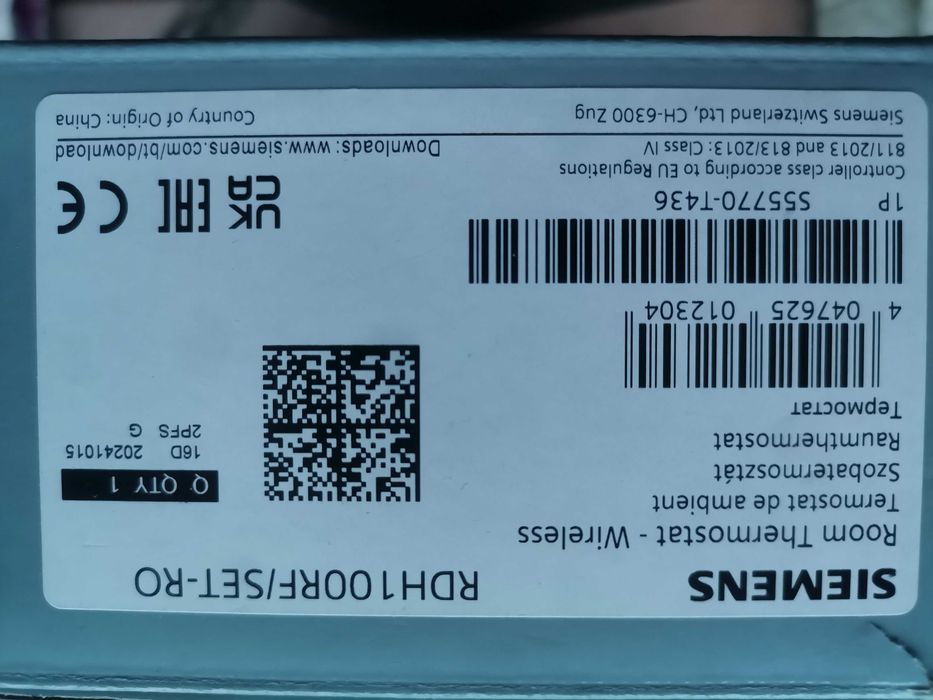 SIEMENS
RDH100RF/SET-RO
Room Thermostat - Wireless
Termostat de ambient
Szobatermosztát
Raumthermostat
Термостат
Q QTY 1
16D 20241015
2PFS G
4 047625 012304
1P S55770-T436
Controller class according to EU Regulations
811/2013 and 813/2013: Class IV
UK
CA
EAC
CE
Downloads: www.siemens.com/bt/download
Siemens Switzerland Ltd, CH-6300 Zug
Country of Origin: China